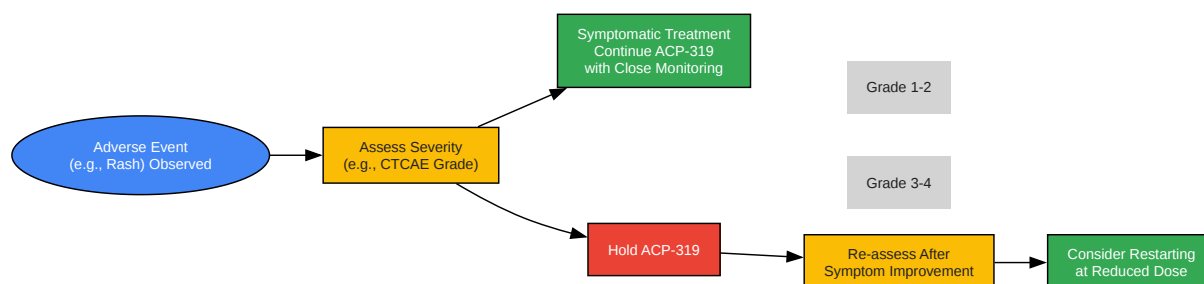 Symptomatic Treatment
Continue ACP-319
with Close Monitoring
Grade 1-2
Adverse Event
(e.g., Rash) Observed
Assess Severity
(e.g., CTCAE Grade)
Grade 3-4
Hold ACP-319
Re-assess After
Symptom Improvement
Consider Restarting
at Reduced Dose